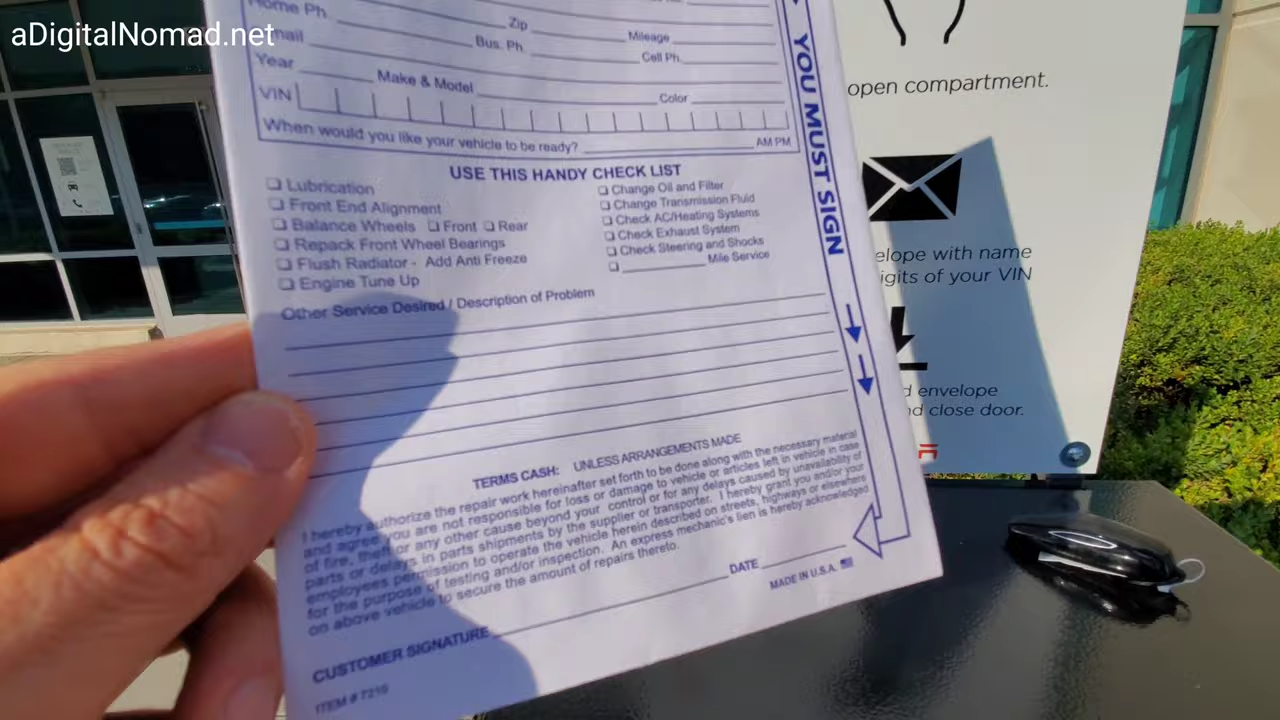 aDigitalNomad.net
Home Ph.
Zip
Mileage
Email
Bus. Ph.
Cell Ph.
Year
Make & Model
Color
VIN
When would you like your vehicle to be ready? AM PM
USE THIS HANDY CHECK LIST
Lubrication
Front End Alignment
Balance Wheels Front Rear
Repack Front Wheel Bearings
Flush Radiator - Add Anti Freeze
Engine Tune Up
Change Oil and Filter
Change Transmission Fluid
Check AC/Heating Systems
Check Exhaust System
Check Steering and Shocks
Mile Service
Other Service Desired / Description of Problem
TERMS CASH: UNLESS ARRANGEMENTS MADE
I hereby authorize the repair work hereinafter set forth to be done along with the necessary material
and agree you are not responsible for loss or damage to vehicle or articles left in vehicle in case
of fire, theft or any other cause beyond your control or for any delays caused by unavailability of
parts or delays in parts shipments by the supplier or transporter. I hereby grant you and/or your
employees permission to operate the vehicle herein described on streets, highways or elsewhere
for the purpose of testing and/or inspection. An express mechanic's lien is hereby acknowledged
on above vehicle to secure the amount of repairs thereto.
CUSTOMER SIGNATURE DATE
MADE IN U.S.A.
ITEM # 7210
YOU MUST SIGN
open compartment.
elope with name
igits of your VIN
d envelope
nd close door.